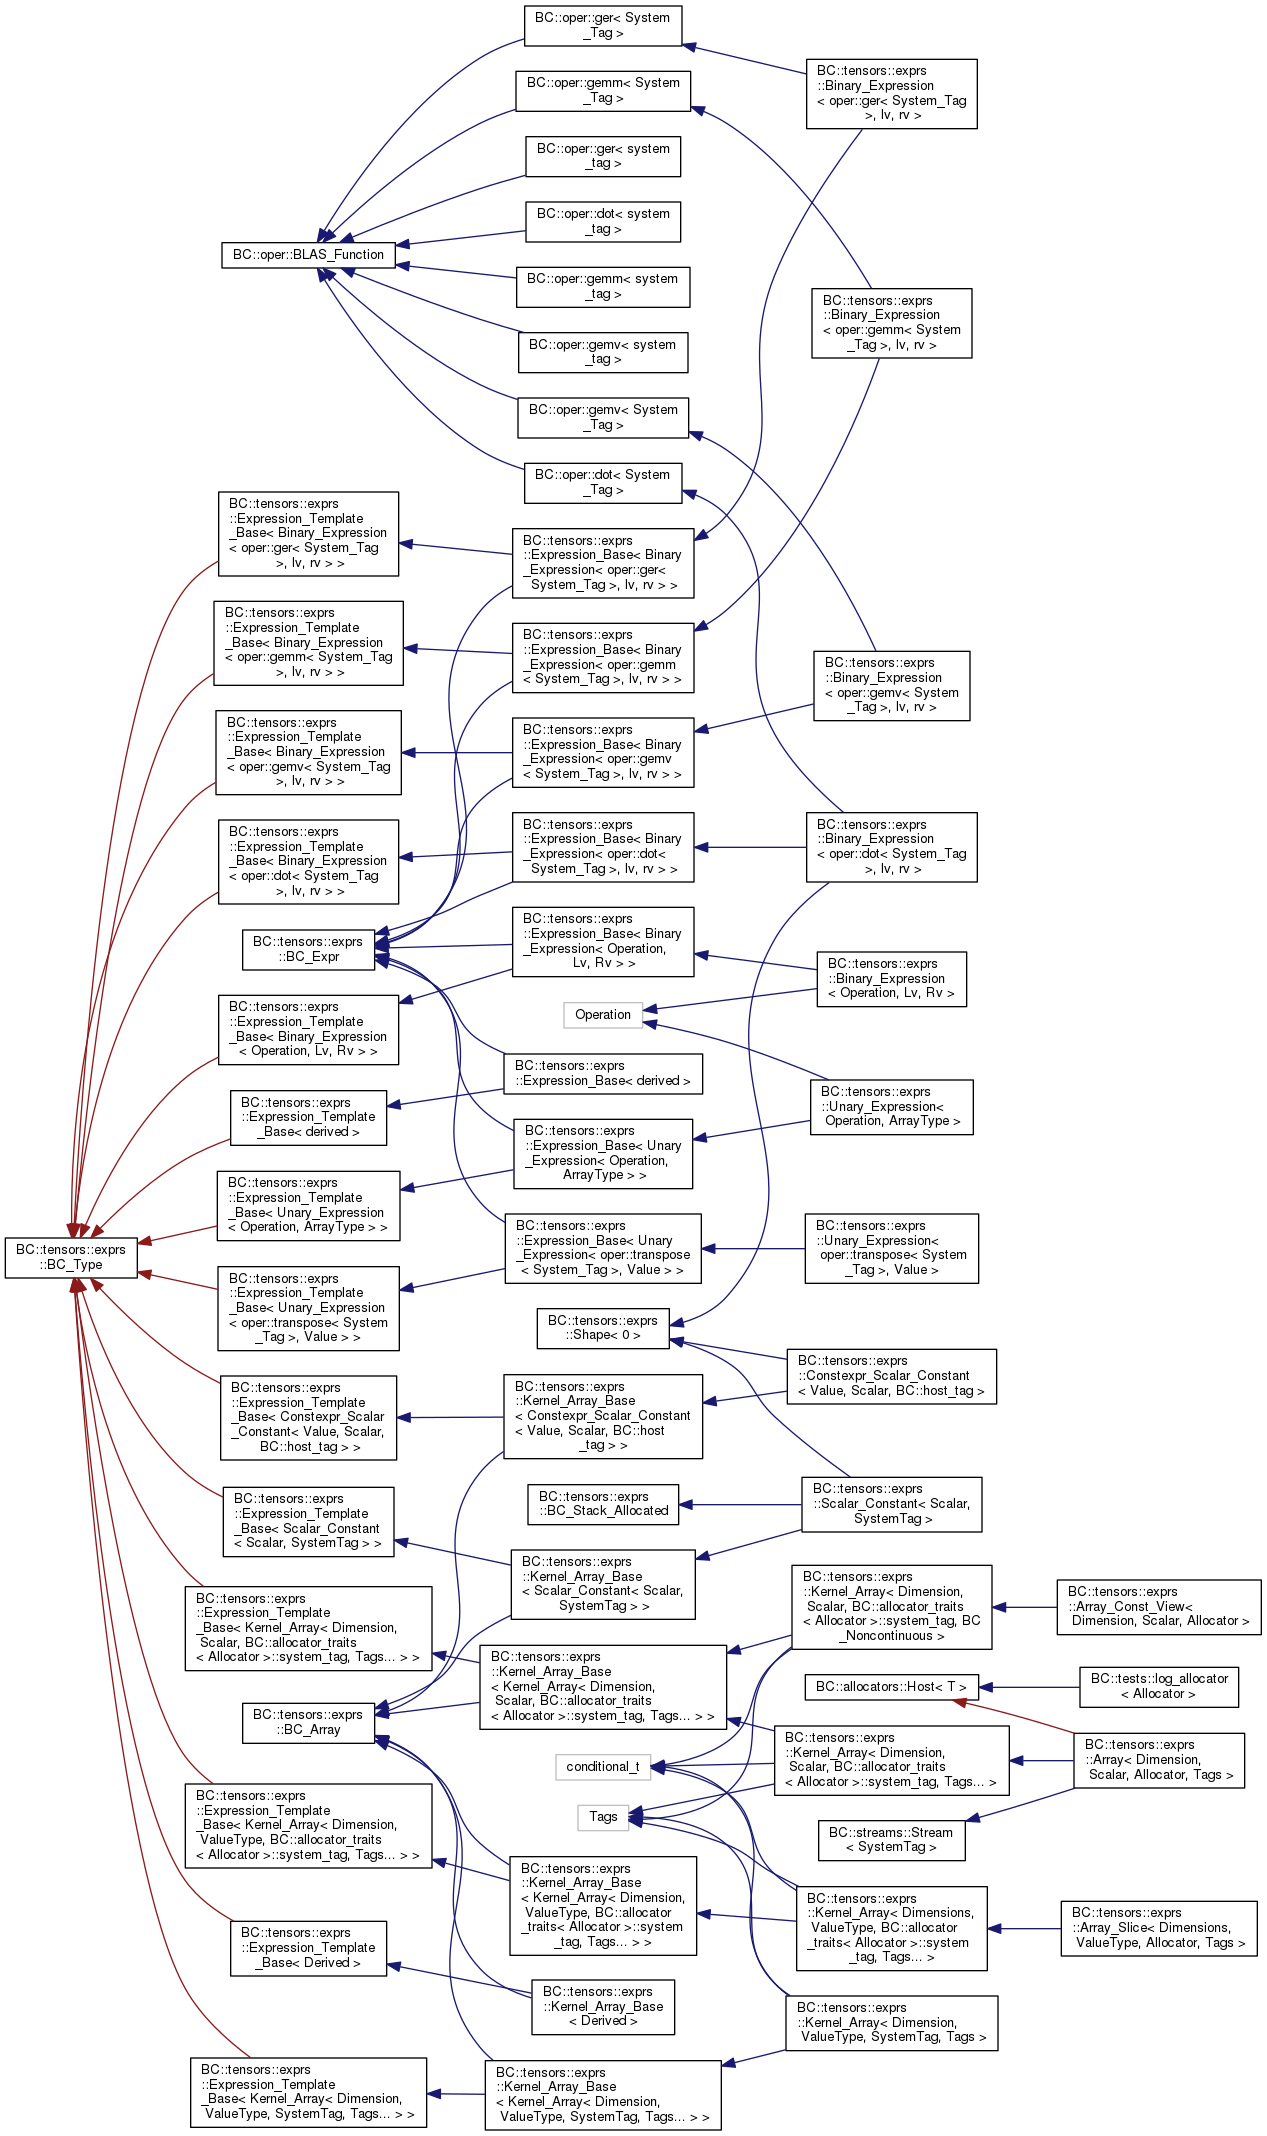 BC::oper::ger< System
_Tag >
BC::oper::gemm< System
_Tag >
BC::oper::ger< system
_tag >
BC::oper::dot< system
_tag >
BC::oper::BLAS_Function
BC::oper::gemm< system
_tag >
BC::oper::gemv< system
_tag >
BC::oper::gemv< System
_Tag >
BC::oper::dot< System
_Tag >
BC::tensors::exprs
::Binary_Expression
< oper::ger< System_Tag
>, lv, rv >
BC::tensors::exprs
::Binary_Expression
< oper::gemm< System
_Tag >, lv, rv >
BC::tensors::exprs
::Expression_Template
_Base< Binary_Expression
< oper::ger< System_Tag
>, lv, rv > >
BC::tensors::exprs
::Expression_Base< Binary
_Expression< oper::ger<
System_Tag >, lv, rv > >
BC::tensors::exprs
::Expression_Template
_Base< Binary_Expression
< oper::gemm< System_Tag
>, lv, rv > >
BC::tensors::exprs
::Expression_Base< Binary
_Expression< oper::gemm
< System_Tag >, lv, rv > >
BC::tensors::exprs
::Binary_Expression
< oper::gemv< System
_Tag >, lv, rv >
BC::tensors::exprs
::Expression_Template
_Base< Binary_Expression
< oper::gemv< System_Tag
>, lv, rv > >
BC::tensors::exprs
::Expression_Base< Binary
_Expression< oper::gemv
< System_Tag >, lv, rv > >
BC::tensors::exprs
::Expression_Template
_Base< Binary_Expression
< oper::dot< System_Tag
>, lv, rv > >
BC::tensors::exprs
::Expression_Base< Binary
_Expression< oper::dot<
System_Tag >, lv, rv > >
BC::tensors::exprs
::Binary_Expression
< oper::dot< System_Tag
>, lv, rv >
BC::tensors::exprs
::BC_Expr
BC::tensors::exprs
::Expression_Base< Binary
_Expression< Operation,
Lv, Rv > >
BC::tensors::exprs
::Binary_Expression
< Operation, Lv, Rv >
BC::tensors::exprs
::Expression_Template
_Base< Binary_Expression
< Operation, Lv, Rv > >
Operation
BC::tensors::exprs
::Expression_Base< derived >
BC::tensors::exprs
::Unary_Expression<
Operation, ArrayType >
BC::tensors::exprs
::Expression_Template
_Base< derived >
BC::tensors::exprs
::Expression_Base< Unary
_Expression< Operation,
ArrayType > >
BC::tensors::exprs
::Expression_Template
_Base< Unary_Expression
< Operation, ArrayType > >
BC::tensors::exprs
::BC_Type
BC::tensors::exprs
::Expression_Base< Unary
_Expression< oper::transpose
< System_Tag >, Value > >
BC::tensors::exprs
::Unary_Expression<
oper::transpose< System
_Tag >, Value >
BC::tensors::exprs
::Expression_Template
_Base< Unary_Expression
< oper::transpose< System
_Tag >, Value > >
BC::tensors::exprs
::Shape< 0 >
BC::tensors::exprs
::Constexpr_Scalar_Constant
< Value, Scalar, BC::host_tag >
BC::tensors::exprs
::Expression_Template
_Base< Constexpr_Scalar
_Constant< Value, Scalar,
BC::host_tag > >
BC::tensors::exprs
::Kernel_Array_Base
< Constexpr_Scalar_Constant
< Value, Scalar, BC::host
_tag > >
BC::tensors::exprs
::BC_Stack_Allocated
BC::tensors::exprs
::Scalar_Constant< Scalar,
SystemTag >
BC::tensors::exprs
::Expression_Template
_Base< Scalar_Constant
< Scalar, SystemTag > >
BC::tensors::exprs
::Kernel_Array_Base
< Scalar_Constant< Scalar,
SystemTag > >
BC::tensors::exprs
::Kernel_Array< Dimension,
Scalar, BC::allocator_traits
< Allocator >::system_tag, BC
_Noncontinuous >
BC::tensors::exprs
::Array_Const_View<
Dimension, Scalar, Allocator >
BC::tensors::exprs
::Expression_Template
_Base< Kernel_Array< Dimension,
Scalar, BC::allocator_traits
< Allocator >::system_tag, Tags... > >
BC::tensors::exprs
::Kernel_Array_Base
< Kernel_Array< Dimension,
Scalar, BC::allocator_traits
< Allocator >::system_tag, Tags... > >
BC::allocators::Host< T >
BC::tests::log_allocator
< Allocator >
BC::tensors::exprs
::BC_Array
conditional_t
BC::tensors::exprs
::Kernel_Array< Dimension,
Scalar, BC::allocator_traits
< Allocator >::system_tag, Tags... >
BC::tensors::exprs
::Array< Dimension,
Scalar, Allocator, Tags >
Tags
BC::streams::Stream
< SystemTag >
BC::tensors::exprs
::Expression_Template
_Base< Kernel_Array< Dimension,
ValueType, BC::allocator_traits
< Allocator >::system_tag, Tags... > >
BC::tensors::exprs
::Kernel_Array_Base
< Kernel_Array< Dimension,
ValueType, BC::allocator
_traits< Allocator >::system
_tag, Tags... > >
BC::tensors::exprs
::Kernel_Array< Dimensions,
ValueType, BC::allocator
_traits< Allocator >::system
_tag, Tags... >
BC::tensors::exprs
::Array_Slice< Dimensions,
ValueType, Allocator, Tags >
BC::tensors::exprs
::Expression_Template
_Base< Derived >
BC::tensors::exprs
::Kernel_Array_Base
< Derived >
BC::tensors::exprs
::Kernel_Array< Dimension,
ValueType, SystemTag, Tags >
BC::tensors::exprs
::Expression_Template
_Base< Kernel_Array< Dimension,
ValueType, SystemTag, Tags... > >
BC::tensors::exprs
::Kernel_Array_Base
< Kernel_Array< Dimension,
ValueType, SystemTag, Tags... > >